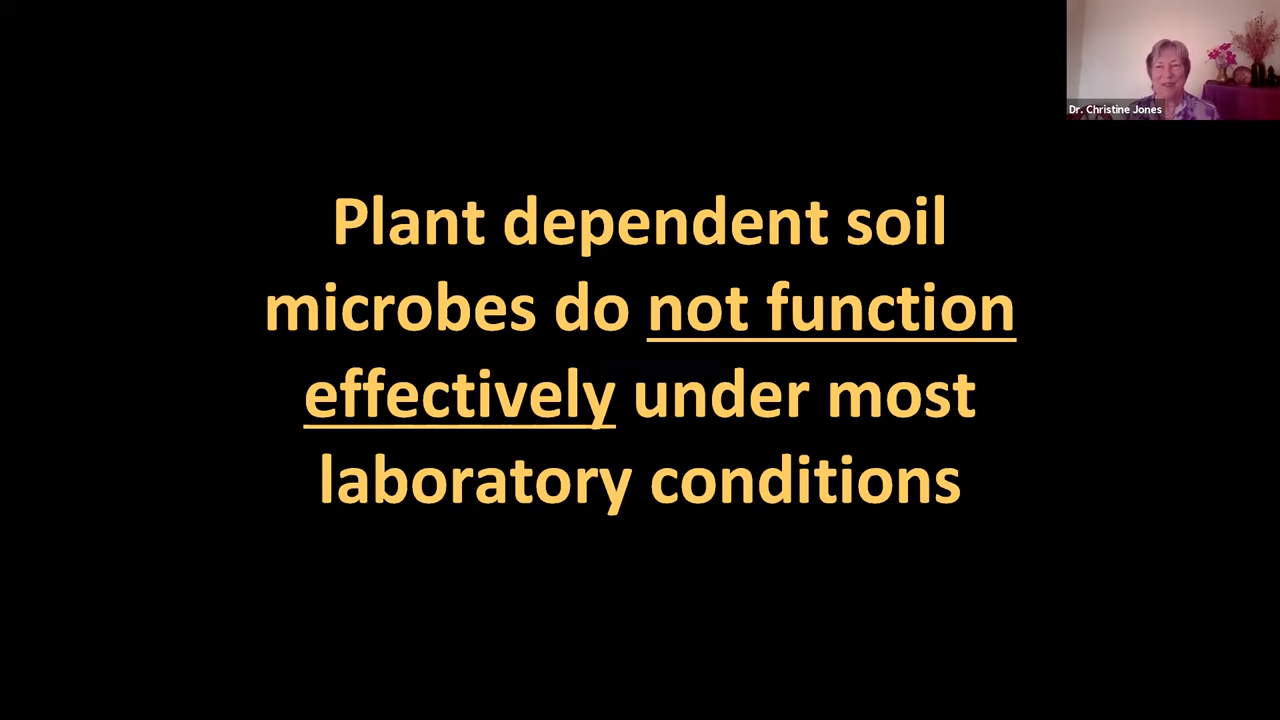 Dr. Christine Jones
Plant dependent soil
microbes do not function
effectively under most
laboratory conditions